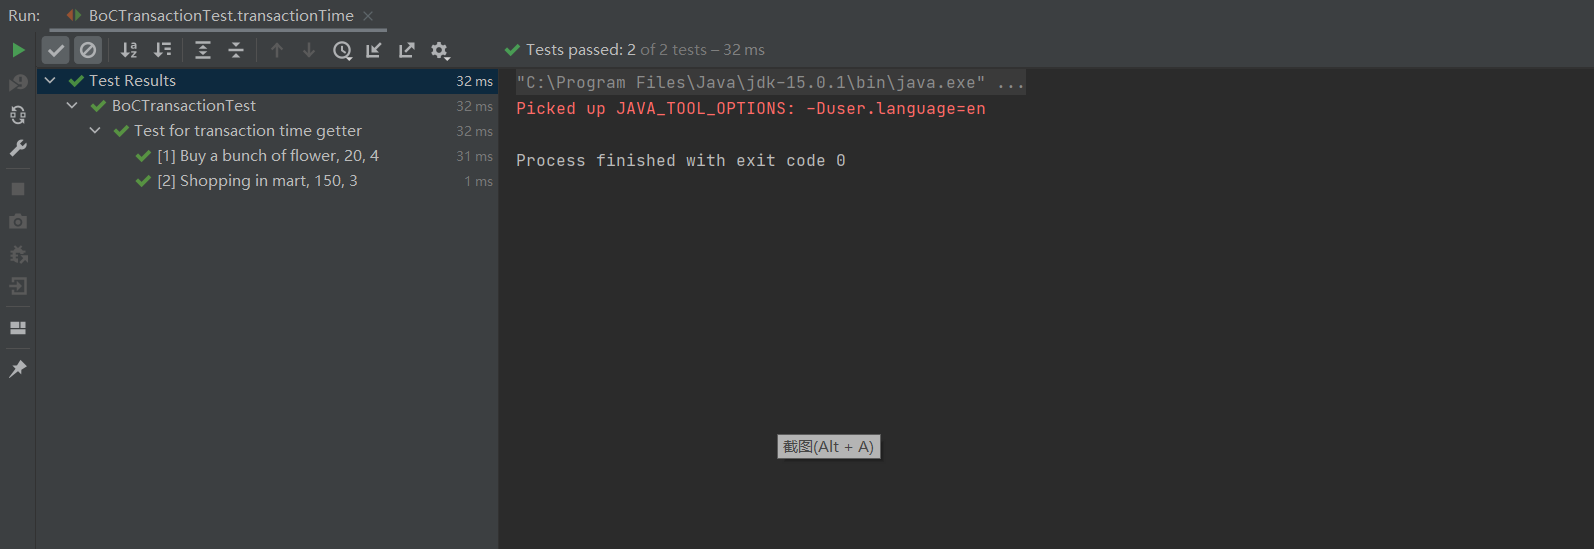 Run: BoCTransactionTest.transactionTime
Tests passed: 2 of 2 tests – 32 ms
Test Results 32 ms
BoCTransactionTest 32 ms
Test for transaction time getter 32 ms
[1] Buy a bunch of flower, 20, 4 31 ms
[2] Shopping in mart, 150, 3 1 ms
"C:\Program Files\Java\jdk-15.0.1\bin\java.exe" ...
Picked up JAVA_TOOL_OPTIONS: -Duser.language=en
Process finished with exit code 0
截图(Alt + A)